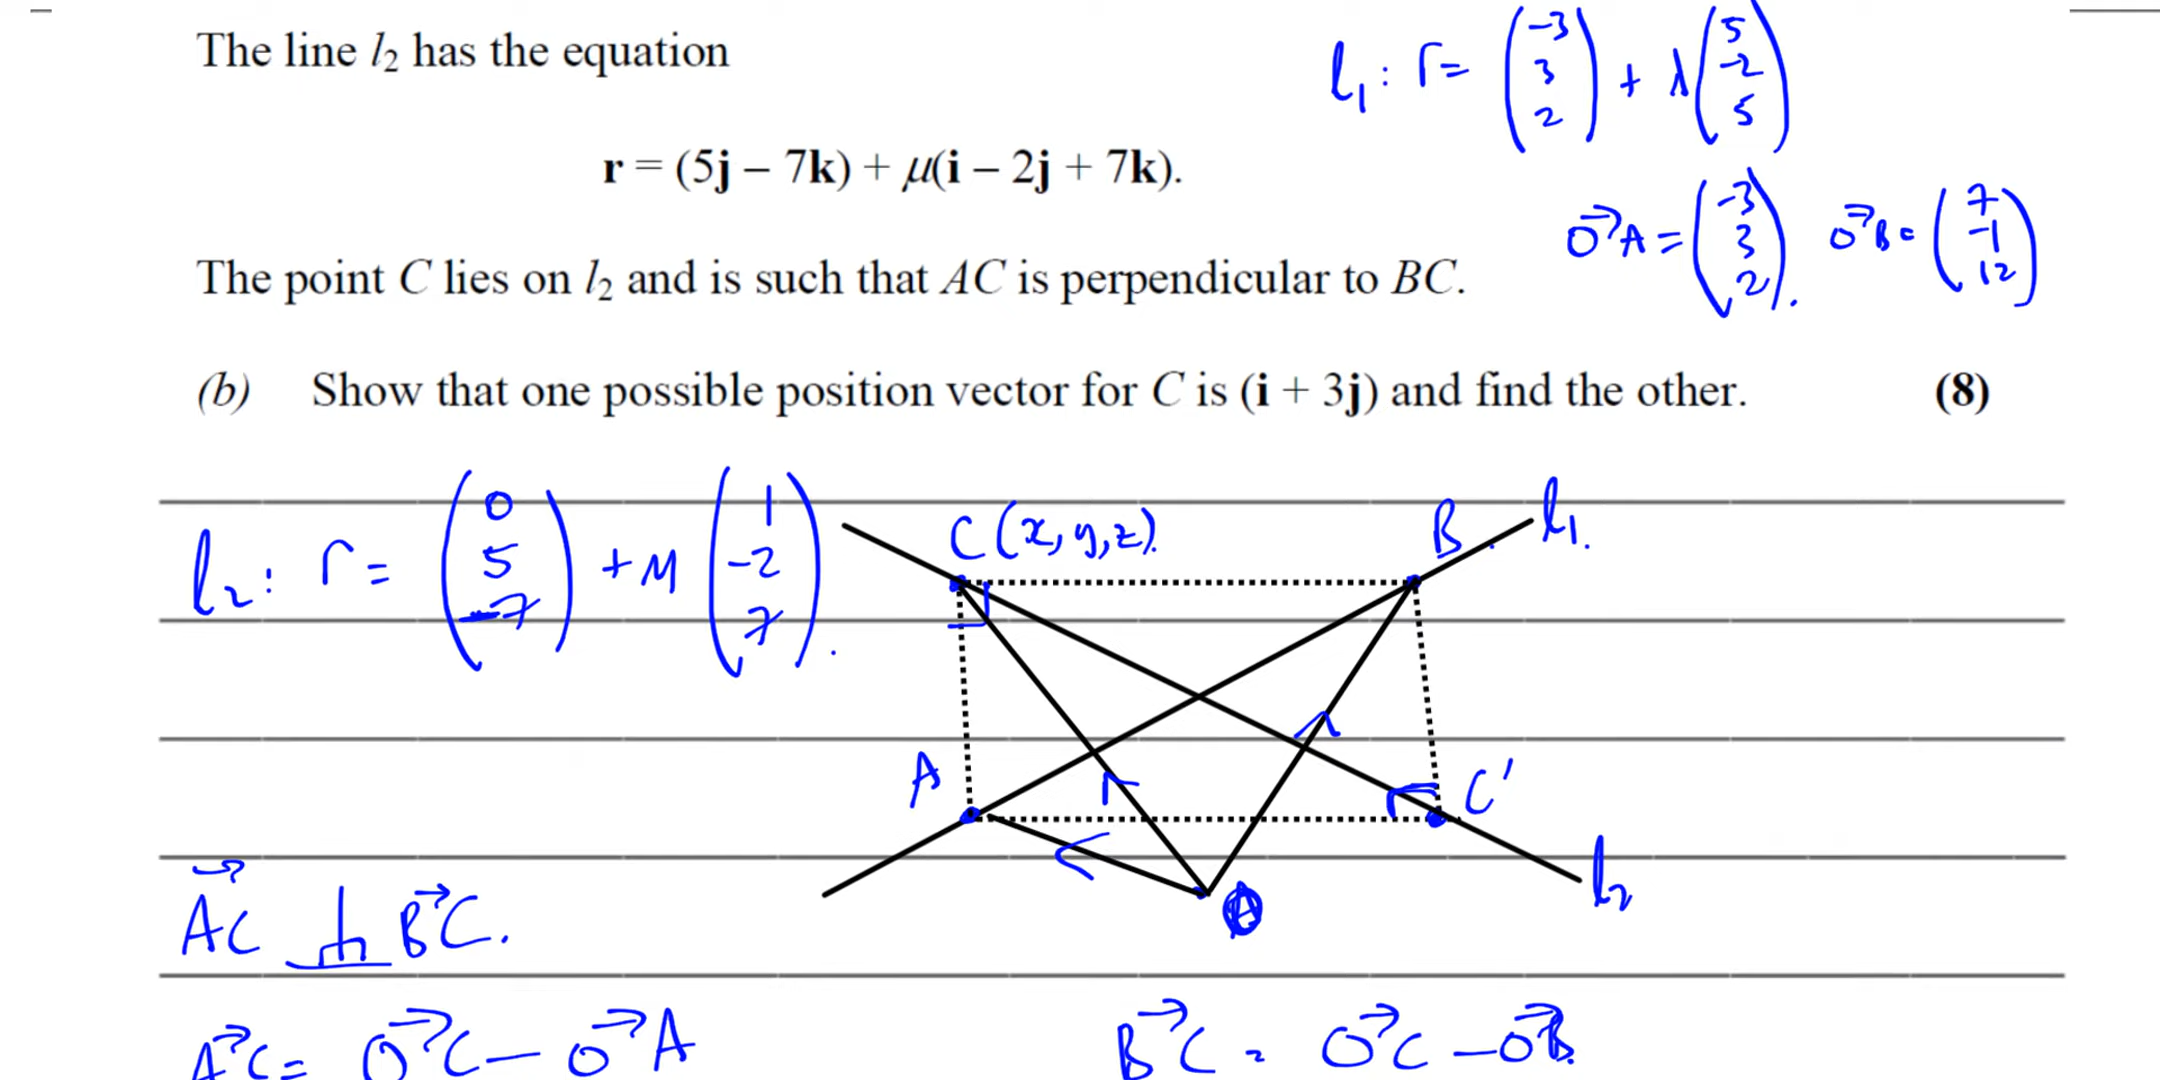 The line l₂ has the equation
l₁: r = (-3 3 2) + λ(5 -2 5)
r = (5j – 7k) + μ(i – 2j + 7k).
O→A = (-3 3 2). O→B = (7 -1 12)
The point C lies on l₂ and is such that AC is perpendicular to BC.
(b) Show that one possible position vector for C is (i + 3j) and find the other. (8)
l₂: r = (0 5 -7) + M(1 -2 7).
C(x, y, z).
B
l₁.
A
C'
O
l₂
AC→ ⊥ BC→.
AC→ = OC→ – OA→
BC→ = OC→ – OB→.